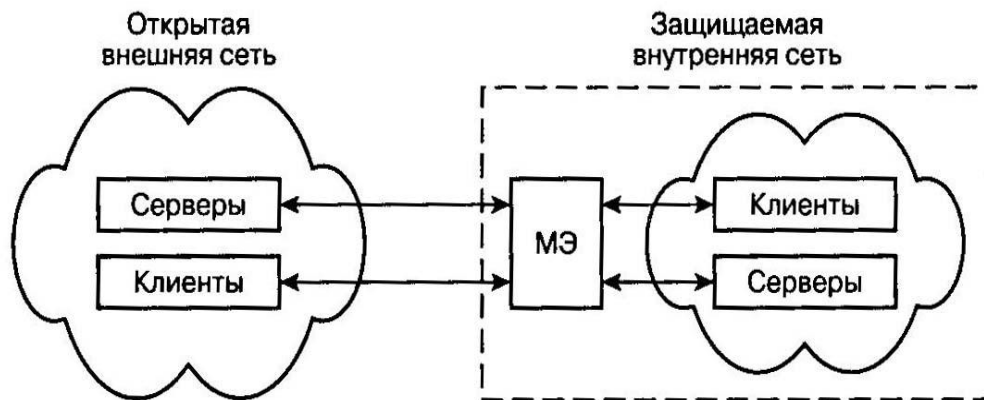 Открытая
внешняя сеть
Защищаемая
внутренняя сеть
Серверы
Клиенты
МЭ
Клиенты
Серверы